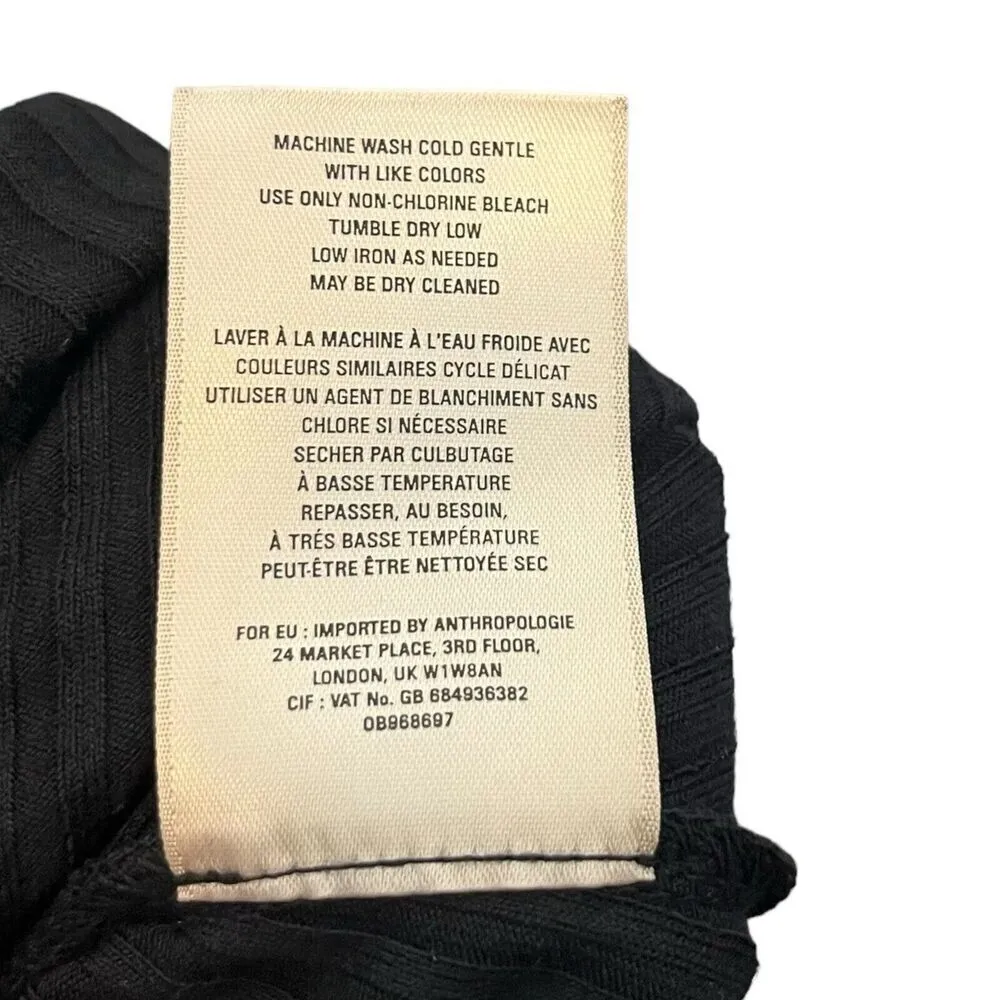 MACHINE WASH COLD GENTLE
WITH LIKE COLORS
USE ONLY NON-CHLORINE BLEACH
TUMBLE DRY LOW
LOW IRON AS NEEDED
MAY BE DRY CLEANED
LAVER À LA MACHINE À L'EAU FROIDE AVEC
COULEURS SIMILAIRES CYCLE DÉLICAT
UTILISER UN AGENT DE BLANCHIMENT SANS
CHLORE SI NÉCESSAIRE
SECHER PAR CULBUTAGE
À BASSE TEMPERATURE
REPASSER, AU BESOIN,
À TRÉS BASSE TEMPÉRATURE
PEUT-ÊTRE ÊTRE NETTOYÉE SEC
FOR EU : IMPORTED BY ANTHROPOLOGIE
24 MARKET PLACE, 3RD FLOOR,
LONDON, UK W1W8AN
CIF : VAT No. GB 684936382
OB968697